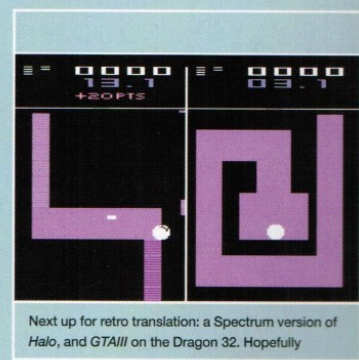 0000 0000
13.1 03.1
+20PTS
Next up for retro translation: a Spectrum version of
Halo, and GTAIII on the Dragon 32. Hopefully